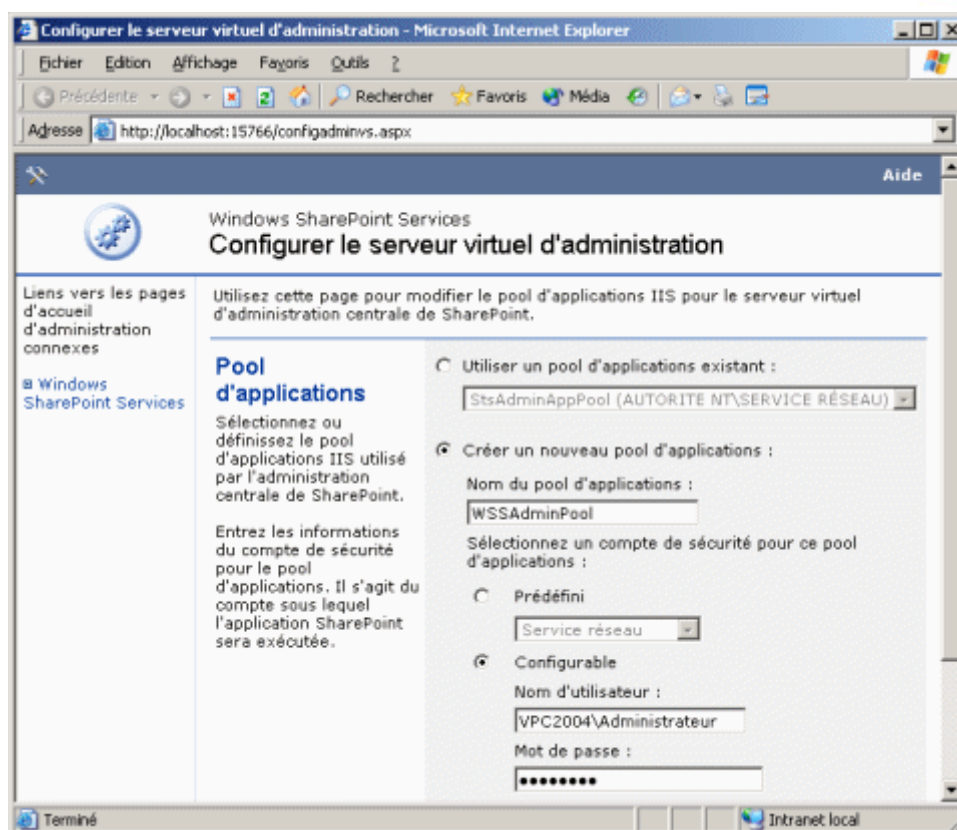 Configurer le serveur virtuel d'administration - Microsoft Internet Explorer
Fichier Edition Affichage Favoris Outils ?
Précédente Rechercher Favoris Média
Adresse http://localhost:15766/configadminvs.aspx
Aide
Windows SharePoint Services
Configurer le serveur virtuel d'administration
Liens vers les pages
d'accueil
d'administration
connexes
Windows
SharePoint Services
Utilisez cette page pour modifier le pool d'applications IIS pour le serveur virtuel
d'administration centrale de SharePoint.
Pool
d'applications
Sélectionnez ou
définissez le pool
d'applications IIS utilisé
par l'administration
centrale de SharePoint.
Entrez les informations
du compte de sécurité
pour le pool
d'applications. Il s'agit du
compte sous lequel
l'application SharePoint
sera exécutée.
Utiliser un pool d'applications existant :
StsAdminAppPool (AUTORITE NT\SERVICE RÉSEAU)
Créer un nouveau pool d'applications :
Nom du pool d'applications :
WSSAdminPool
Sélectionnez un compte de sécurité pour ce pool
d'applications :
Prédéfini
Service réseau
Configurable
Nom d'utilisateur :
VPC2004\Administrateur
Mot de passe :
••••••••
Terminé
Intranet local